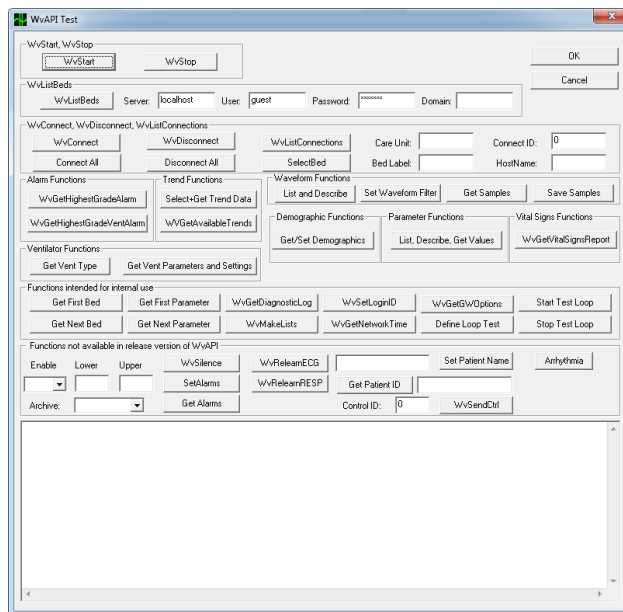 WvAPI Test
WvStart, WvStop
WvStart WvStop OK
Cancel
WvListBeds
WvListBeds Server: localhost User: guest Password: ******* Domain:
WvConnect, WvDisconnect, WvListConnections
WvConnect WvDisconnect WvListConnections Care Unit: Connect ID: 0
Connect All Disconnect All SelectBed Bed Label: HostName:
Alarm Functions Trend Functions Waveform Functions
WvGetHighestGradeAlarm Select+Get Trend Data List and Describe Set Waveform Filter Get Samples Save Samples
WvGetHighestGradeVentAlarm WVGetAvailableTrends
Demographic Functions Parameter Functions Vital Signs Functions
Get/Set Demographics List, Describe, Get Values WvGetVitalSignsReport
Ventilator Functions
Get Vent Type Get Vent Parameters and Settings
Functions intended for internal use
Get First Bed Get First Parameter WvGetDiagnosticLog WvSetLoginID WvGetGWOptions Start Test Loop
Get Next Bed Get Next Parameter WvMakeLists WvGetNetworkTime Define Loop Test Stop Test Loop
Functions not available in release version of WvAPI
Enable Lower Upper WvSilence WvRelearnECG Set Patient Name Arrhythmia
SetAlarms WvRelearnRESP Get Patient ID
Archive: Get Alarms Control ID: 0 WvSendCtrl